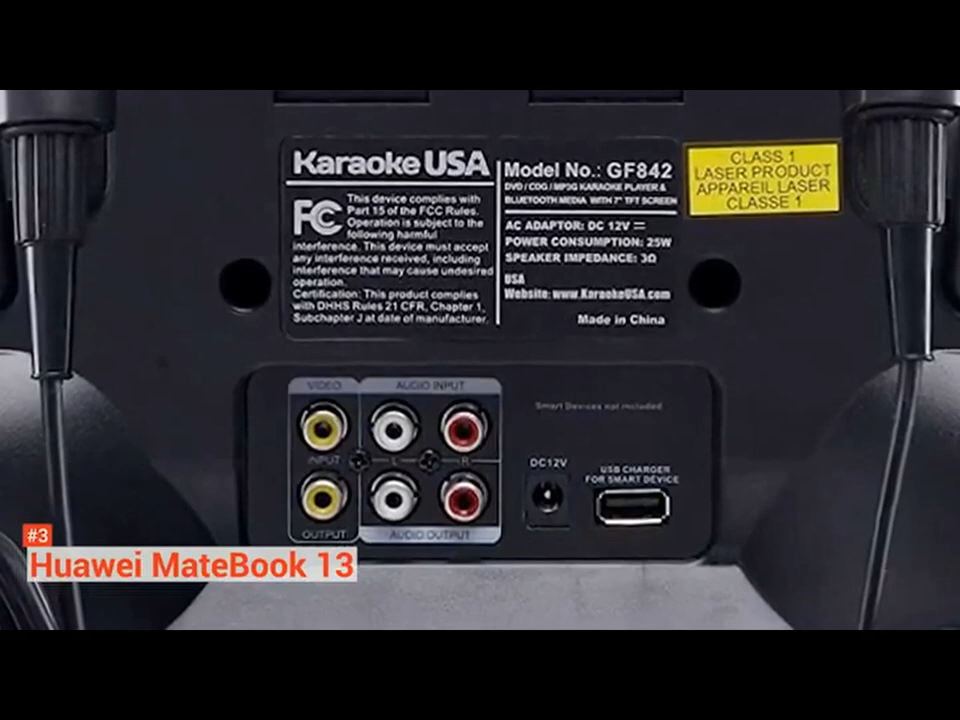 Karaoke USA
FC
This device complies with
Part 15 of the FCC Rules.
Operation is subject to the
following harmful
interference. This device must accept
any interference received, including
interference that may cause undesired
operation.
Certification: This product complies
with DHHS Rules 21 CFR, Chapter 1,
Subchapter J at date of manufacturer.
Model No.: GF842
DVD / CDG / MP3G KARAOKE PLAYER &
BLUETOOTH MEDIA WITH 7" TFT SCREEN
AC ADAPTOR: DC 12V ⎓
POWER CONSUMPTION: 25W
SPEAKER IMPEDANCE: 3Ω
USA
Website: www.KaraokeUSA.com
Made in China
CLASS 1
LASER PRODUCT
APPAREIL LASER
CLASSE 1
VIDEO AUDIO INPUT
INPUT L R
OUTPUT AUDIO OUTPUT
Smart Devices not included
DC12V
USB CHARGER
FOR SMART DEVICE
#3
Huawei MateBook 13